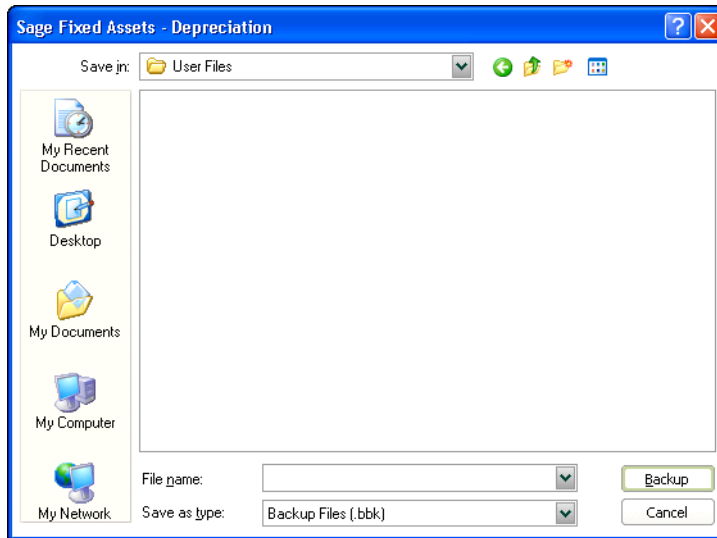 Sage Fixed Assets - Depreciation
Save in:
User Files
My Recent
Documents
Desktop
My Documents
My Computer
My Network
File name:
Backup
Save as type:
Backup Files (.bbk)
Cancel